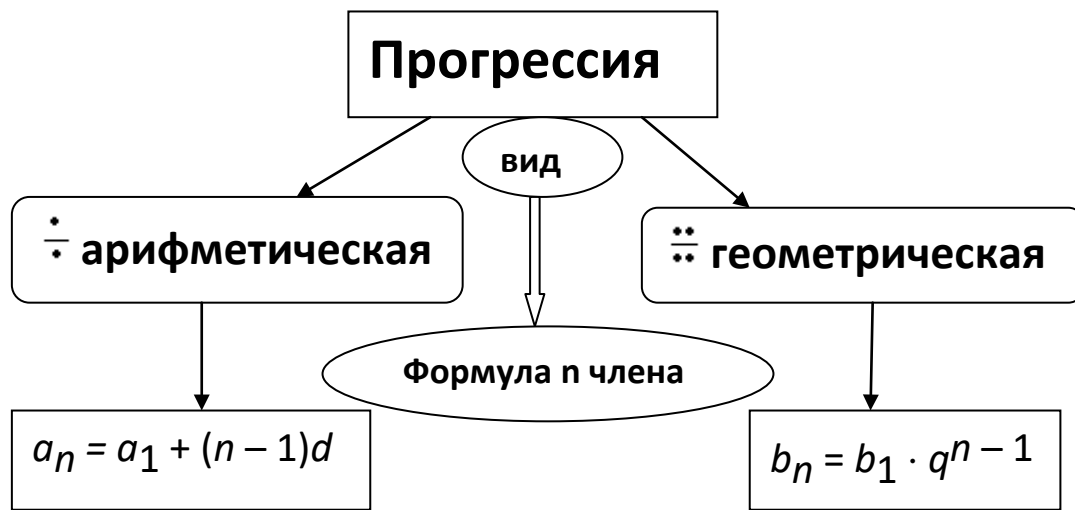 Прогрессия
вид
÷ арифметическая
геометрическая
Формула n члена
aₙ = a₁ + (n – 1)d
bₙ = b₁ · qⁿ ⁻ ¹